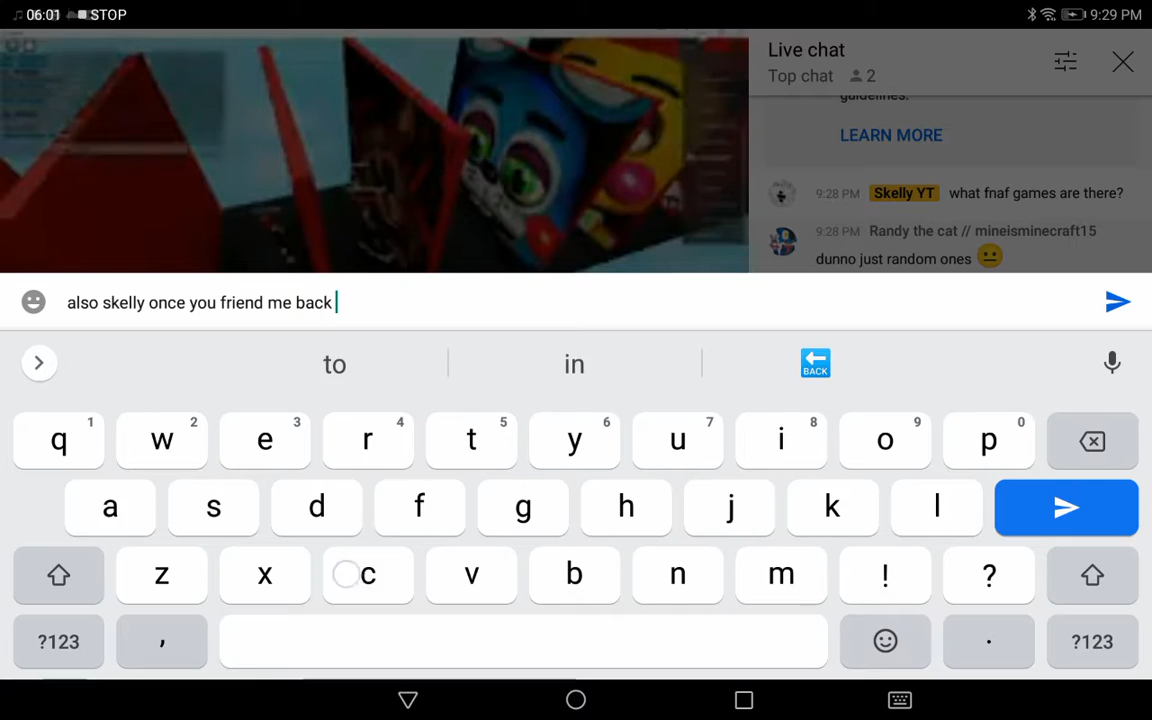 06:01 STOP 9:29 PM
Live chat
Top chat 2
guidelines.
LEARN MORE
9:28 PM Skelly YT what fnaf games are there?
9:28 PM Randy the cat // mineisminecraft15
dunno just random ones
also skelly once you friend me back
to in BACK
1 2 3 4 5 6 7 8 9 0
q w e r t y u i o p
a s d f g h j k l
z x c v b n m ! ?
?123 , . ?123